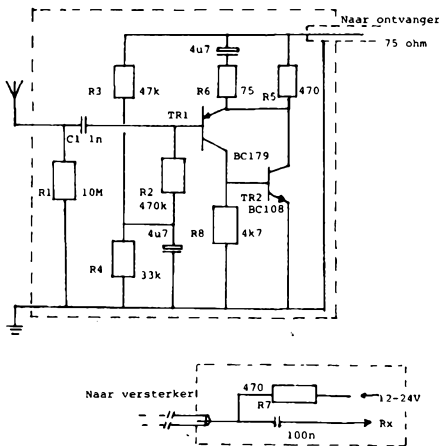 Naar ontvanger
75 ohm
4u7
R3
47k
R6
75
R5
470
TR1
C1 1n
BC179
R1
10M
R2
470k
TR2
BC108
4u7
R8
4k7
R4
33k
Naar versterker
470
R7
12-24V
Rx
100n